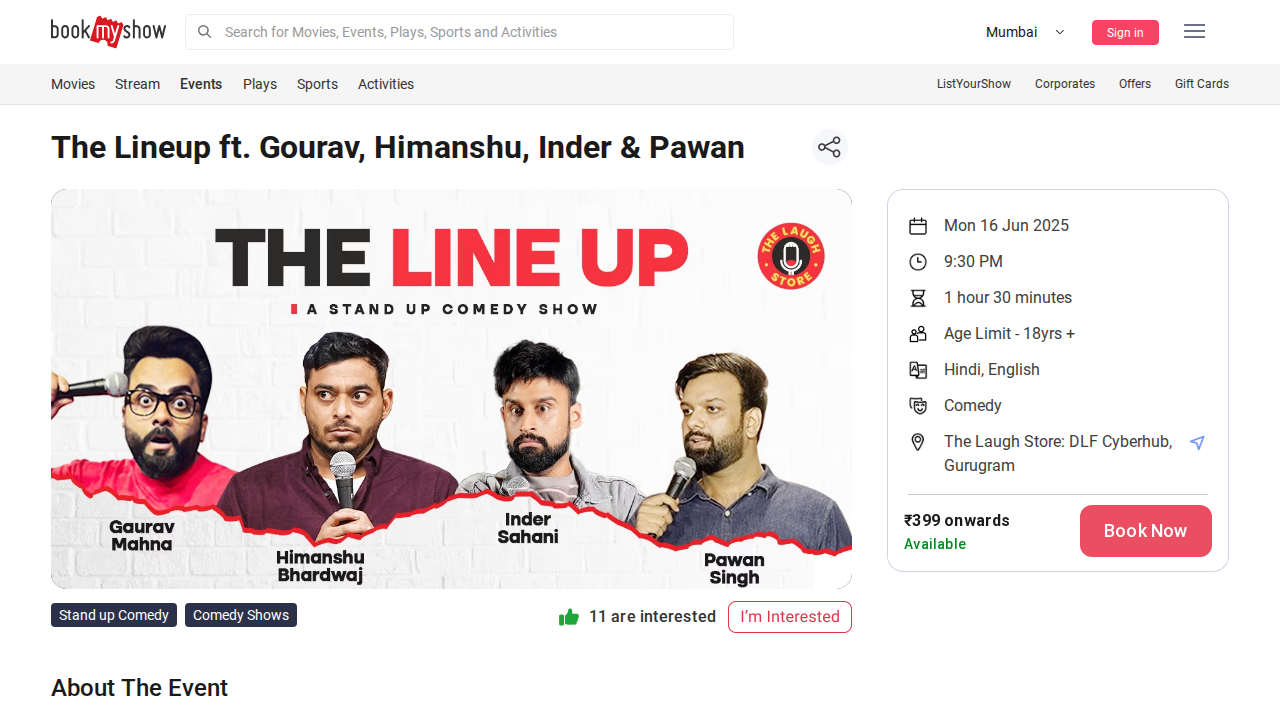 book my show
Search for Movies, Events, Plays, Sports and Activities
Mumbai
Sign in
Movies Stream Events Plays Sports Activities
ListYourShow Corporates Offers Gift Cards
The Lineup ft. Gourav, Himanshu, Inder & Pawan
THE LINE UP
A STAND UP COMEDY SHOW
THE LAUGH
STORE
Gaurav
Mahna
Himanshu
Bhardwaj
Inder
Sahani
Pawan
Singh
Mon 16 Jun 2025
9:30 PM
1 hour 30 minutes
Age Limit - 18yrs +
Hindi, English
Comedy
The Laugh Store: DLF Cyberhub,
Gurugram
₹399 onwards
Available
Book Now
Stand up Comedy
Comedy Shows
11 are interested
I’m Interested
About The Event